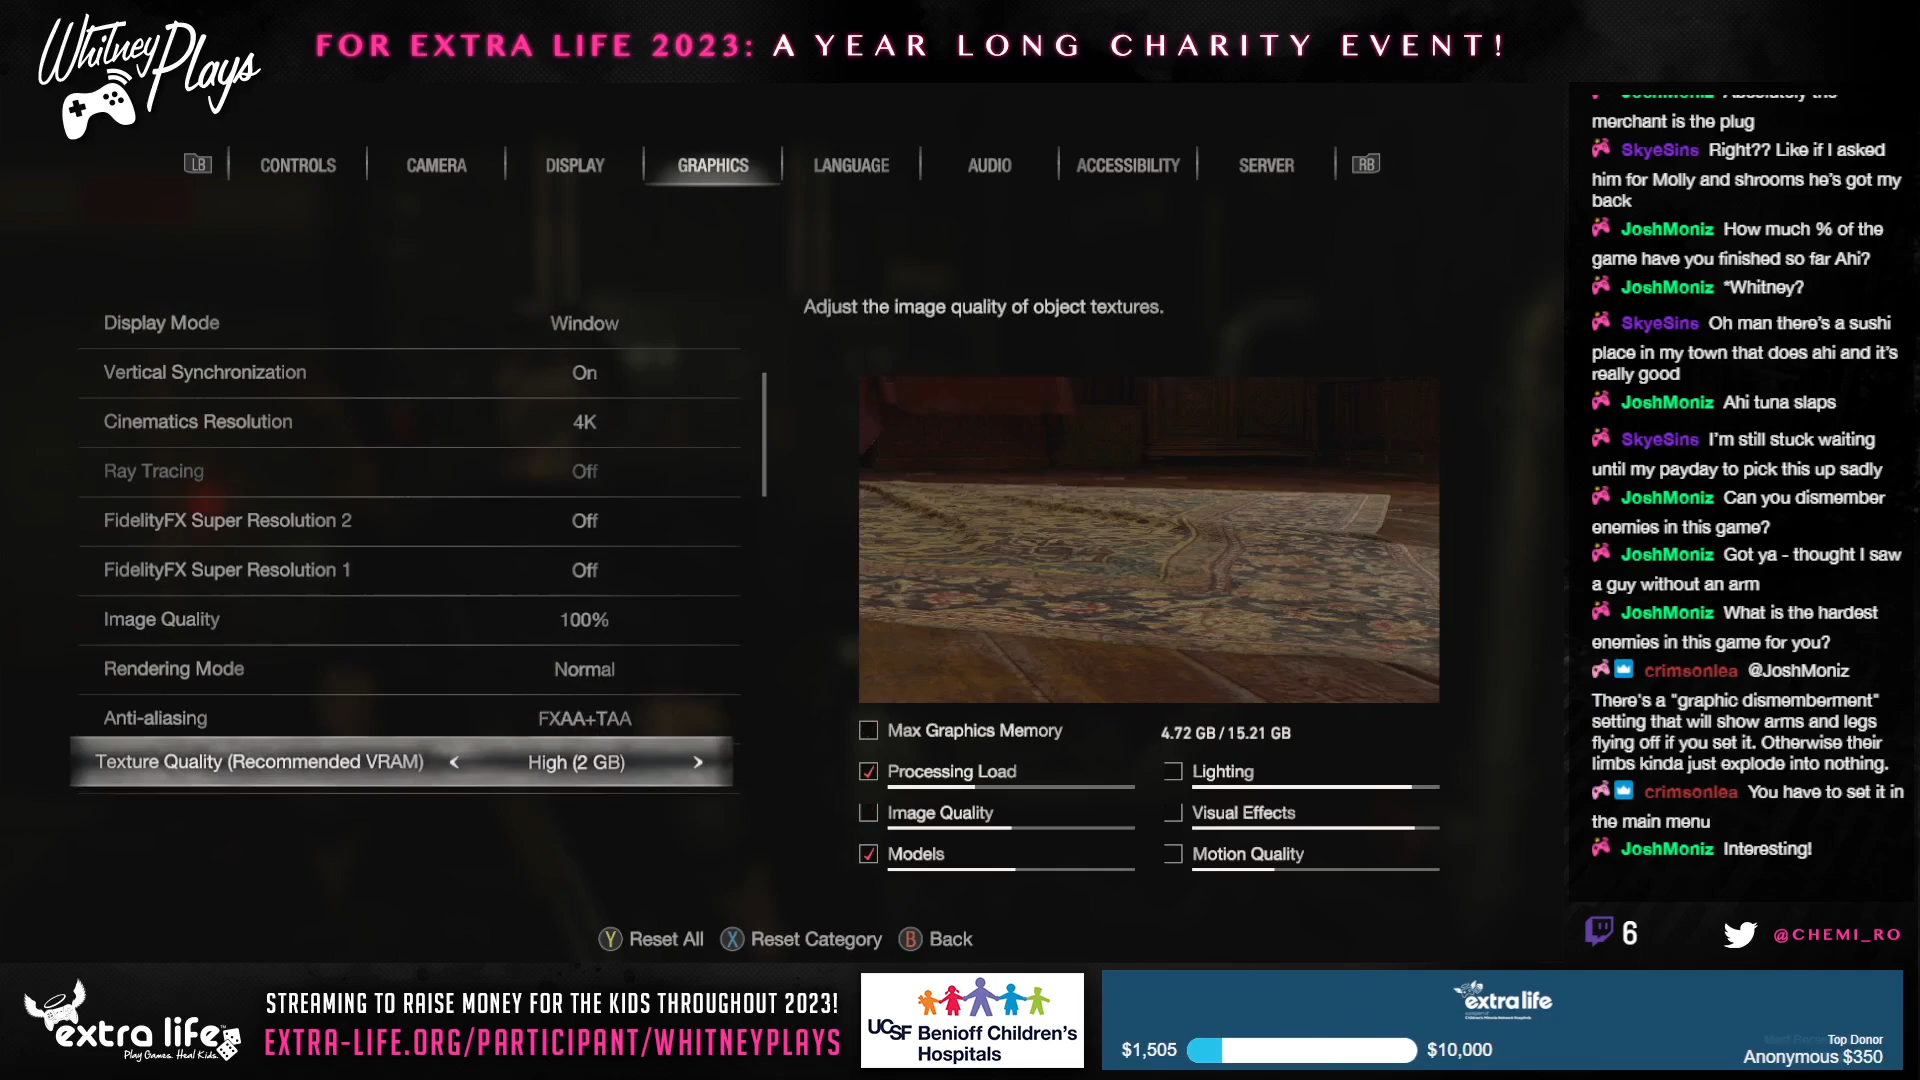 Whitney Plays
FOR EXTRA LIFE 2023: A YEAR LONG CHARITY EVENT!
LB
CONTROLS
CAMERA
DISPLAY
GRAPHICS
LANGUAGE
AUDIO
ACCESSIBILITY
SERVER
RB
Display Mode Window
Vertical Synchronization On
Cinematics Resolution 4K
Ray Tracing Off
FidelityFX Super Resolution 2 Off
FidelityFX Super Resolution 1 Off
Image Quality 100%
Rendering Mode Normal
Anti-aliasing FXAA+TAA
Texture Quality (Recommended VRAM) < High (2 GB) >
Adjust the image quality of object textures.
Max Graphics Memory 4.72 GB / 15.21 GB
Processing Load Lighting
Image Quality Visual Effects
Models Motion Quality
Y Reset All X Reset Category B Back
JoshMoniz Absolutely the
merchant is the plug
SkyeSins Right?? Like if I asked
him for Molly and shrooms he's got my
back
JoshMoniz How much % of the
game have you finished so far Ahi?
JoshMoniz *Whitney?
SkyeSins Oh man there's a sushi
place in my town that does ahi and it's
really good
JoshMoniz Ahi tuna slaps
SkyeSins I'm still stuck waiting
until my payday to pick this up sadly
JoshMoniz Can you dismember
enemies in this game?
JoshMoniz Got ya - thought I saw
a guy without an arm
JoshMoniz What is the hardest
enemies in this game for you?
crimsonlea @JoshMoniz
There's a "graphic dismemberment"
setting that will show arms and legs
flying off if you set it. Otherwise their
limbs kinda just explode into nothing.
crimsonlea You have to set it in
the main menu
JoshMoniz Interesting!
6
@CHEMI_RO
extra life
Play Games. Heal Kids.
STREAMING TO RAISE MONEY FOR THE KIDS THROUGHOUT 2023!
EXTRA-LIFE.ORG/PARTICIPANT/WHITNEYPLAYS
UCSF Benioff Children's
Hospitals
extra life
$1,505 $10,000
Top Donor
Anonymous $350